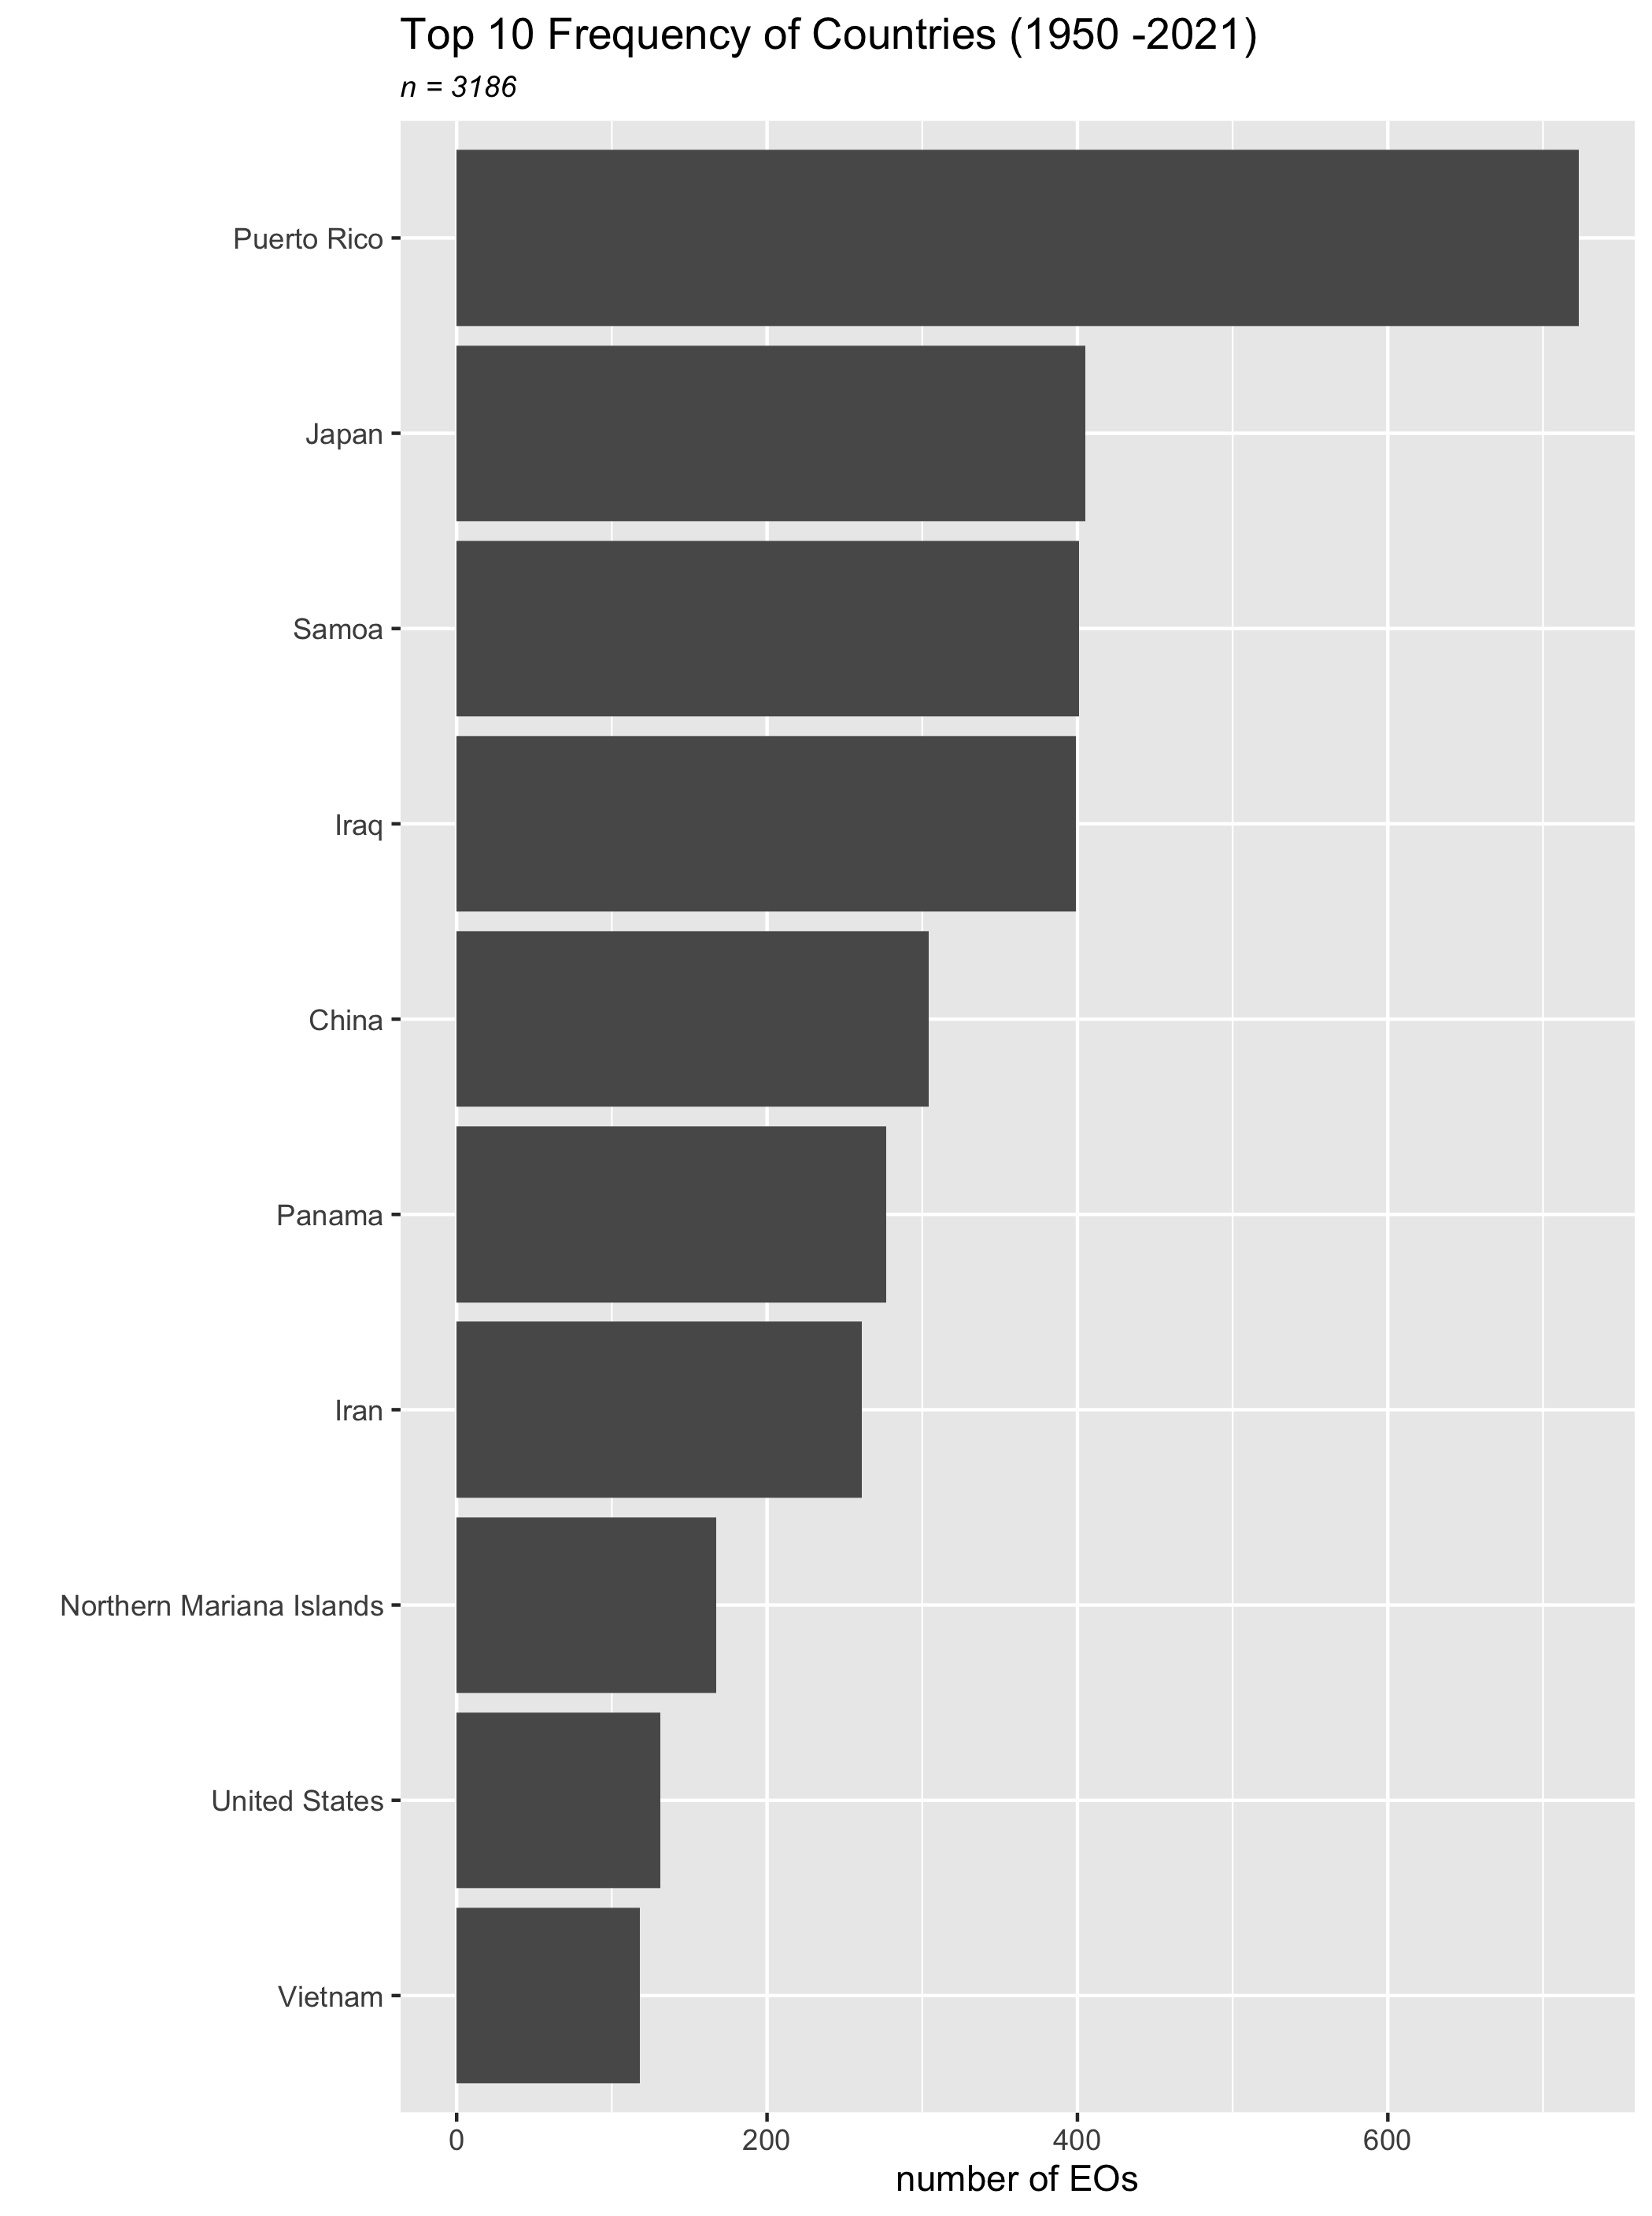 Top 10 Frequency of Countries (1950 -2021)
n = 3186
Puerto Rico
Japan
Samoa
Iraq
China
Panama
Iran
Northern Mariana Islands
United States
Vietnam
0 200 400 600
number of EOs